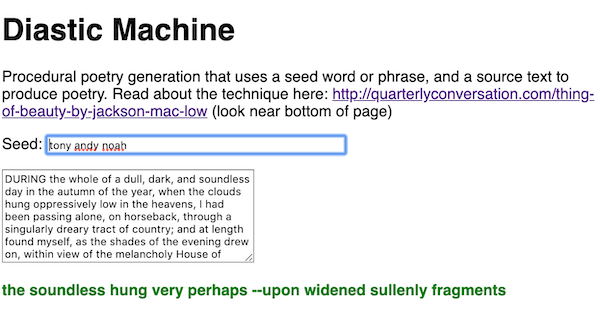 Diastic Machine
Procedural poetry generation that uses a seed word or phrase, and a source text to
produce poetry. Read about the technique here: http://quarterlyconversation.com/thing-
of-beauty-by-jackson-mac-low (look near bottom of page)
Seed: tony andy noah
DURING the whole of a dull, dark, and soundless
day in the autumn of the year, when the clouds
hung oppressively low in the heavens, I had
been passing alone, on horseback, through a
singularly dreary tract of country; and at length
found myself, as the shades of the evening drew
on, within view of the melancholy House of
the soundless hung very perhaps --upon widened sullenly fragments